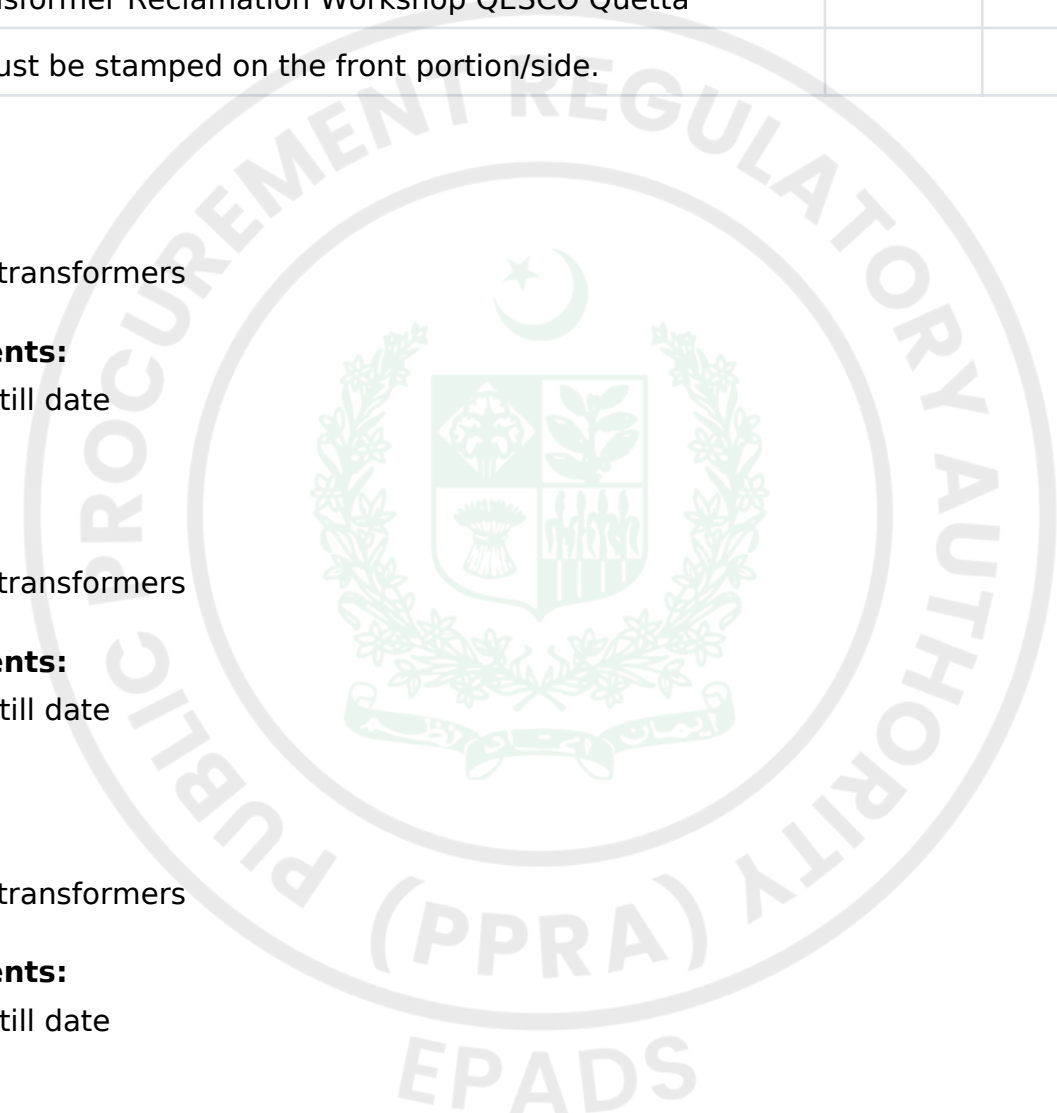 nsformer Reclamation Workshop QESCO Quetta
ust be stamped on the front portion/side.
transformers
ents:
till date
transformers
ents:
till date
transformers
ents:
till date
PUBLIC PROCUREMENT REGULATORY AUTHORITY
(PPRA)
EPADS